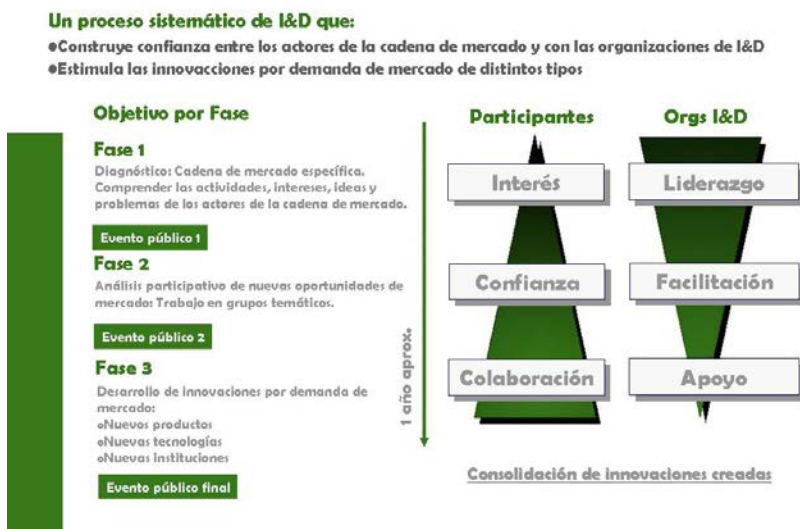 Un proceso sistemático de I&D que:
●Construye confianza entre los actores de la cadena de mercado y con las organizaciones de I&D
●Estimula las innovacciones por demanda de mercado de distintos tipos
Objetivo por Fase
Fase 1
Diagnóstico: Cadena de mercado específica.
Comprender las actividades, intereses, ideas y
problemas de los actores de la cadena de mercado.
Evento público 1
Fase 2
Análisis participativo de nuevas oportunidades de
mercado: Trabajo en grupos temáticos.
Evento público 2
Fase 3
Desarrollo de innovaciones por demanda de
mercado:
●Nuevos productos
●Nuevas tecnologías
●Nuevas instituciones
Evento público final
1 año aprox.
Participantes
Interés
Confianza
Colaboración
Orgs I&D
Liderazgo
Facilitación
Apoyo
Consolidación de innovaciones creadas